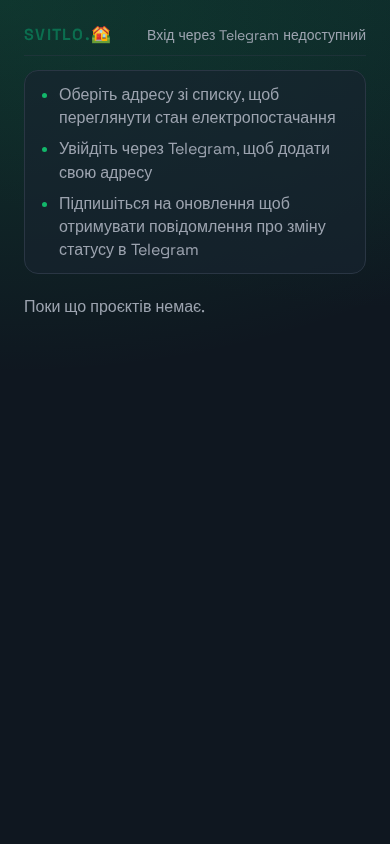 SVITLO.🏠
Вхід через Telegram недоступний
Оберіть адресу зі списку, щоб
переглянути стан електропостачання
Увійдіть через Telegram, щоб додати
свою адресу
Підпишіться на оновлення щоб
отримувати повідомлення про зміну
статусу в Telegram
Поки що проєктів немає.